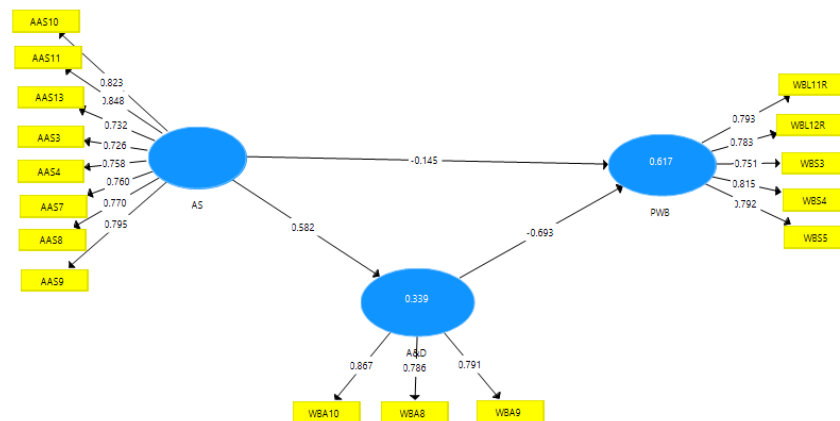 AAS10
AAS11
AAS13
AAS3
AAS4
AAS7
AAS8
AAS9
0.823
0.848
0.732
0.726
0.758
0.760
0.770
0.795
AS
-0.145
0.582
-0.693
0.617
PWB
0.793
0.783
0.751
0.815
0.792
WBL11R
WBL12R
WBS3
WBS4
WBS5
0.339
A&D
0.867
0.786
0.791
WBA10
WBA8
WBA9